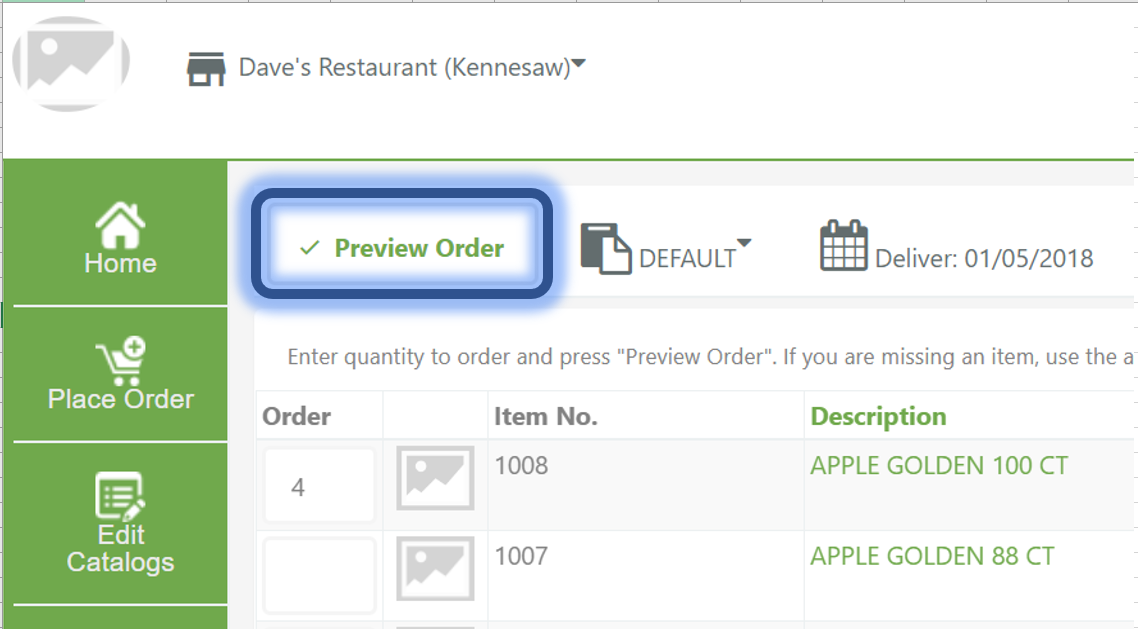 Dave's Restaurant (Kennesaw)
Home
Place Order
Edit
Catalogs
Preview Order
DEFAULT
Deliver: 01/05/2018
Enter quantity to order and press "Preview Order". If you are missing an item, use the
Order Item No. Description
4 1008 APPLE GOLDEN 100 CT
1007 APPLE GOLDEN 88 CT